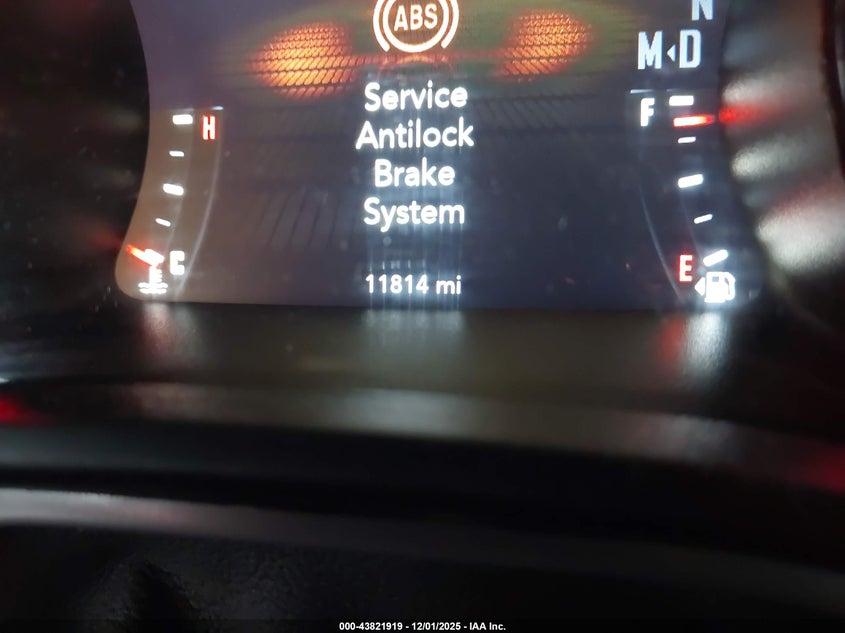 ABS
N
M◂D
Service
Antilock
Brake
System
H
F
C
E
11814 mi
000-43821919 - 12/01/2025 - IAA Inc.